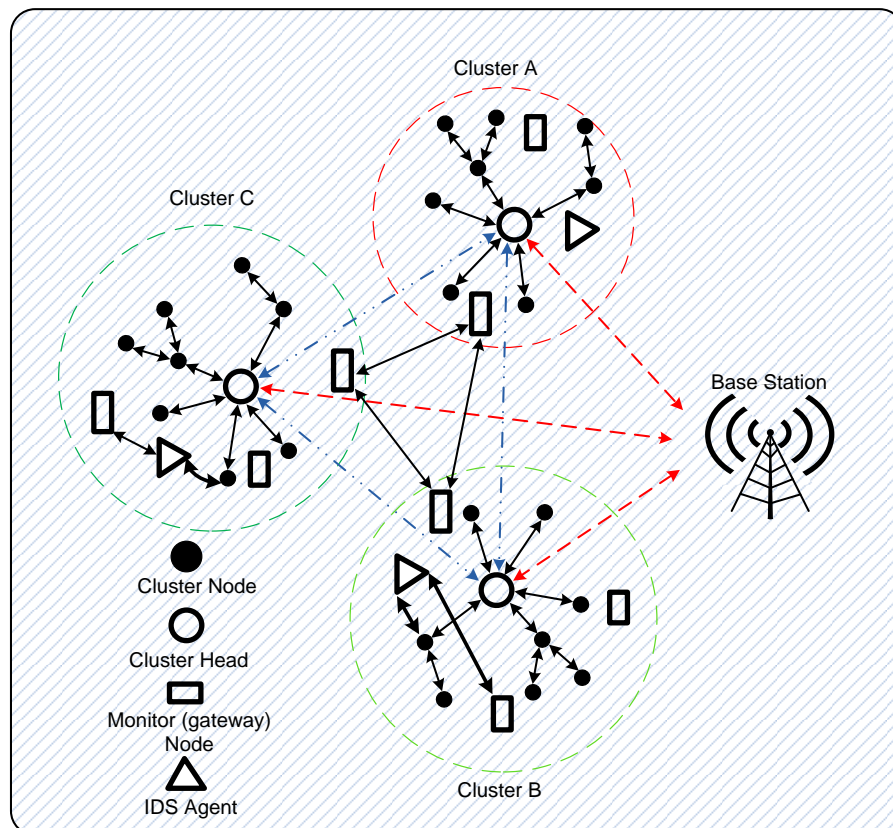 Cluster A
Cluster C
Base Station
Cluster Node
Cluster Head
Monitor (gateway)
Node
IDS Agent
Cluster B